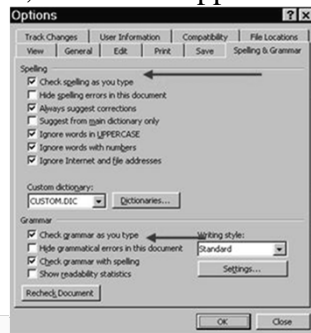 Options
Track Changes User Information Compatibility File Locations
View General Edit Print Save Spelling & Grammar
Spelling
Check spelling as you type
Hide spelling errors in this document
Always suggest corrections
Suggest from main dictionary only
Ignore words in UPPERCASE
Ignore words with numbers
Ignore Internet and file addresses
Custom dictionary:
CUSTOM.DIC Dictionaries...
Grammar
Check grammar as you type Writing style:
Hide grammatical errors in this document Standard
Check grammar with spelling Settings...
Show readability statistics
Recheck Document
OK Close